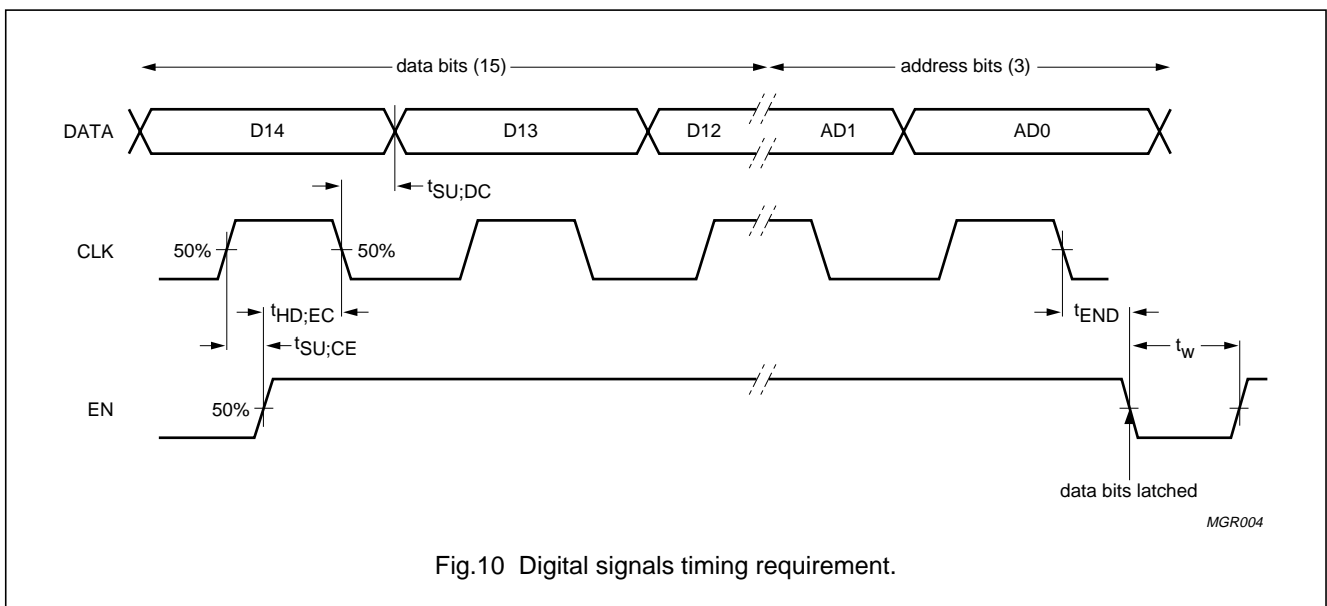 data bits (15) address bits (3)
DATA D14 D13 D12 AD1 AD0
tSU;DC
CLK 50% 50%
tHD;EC tEND
tSU;CE tW
EN 50%
data bits latched
MGR004
Fig.10 Digital signals timing requirement.